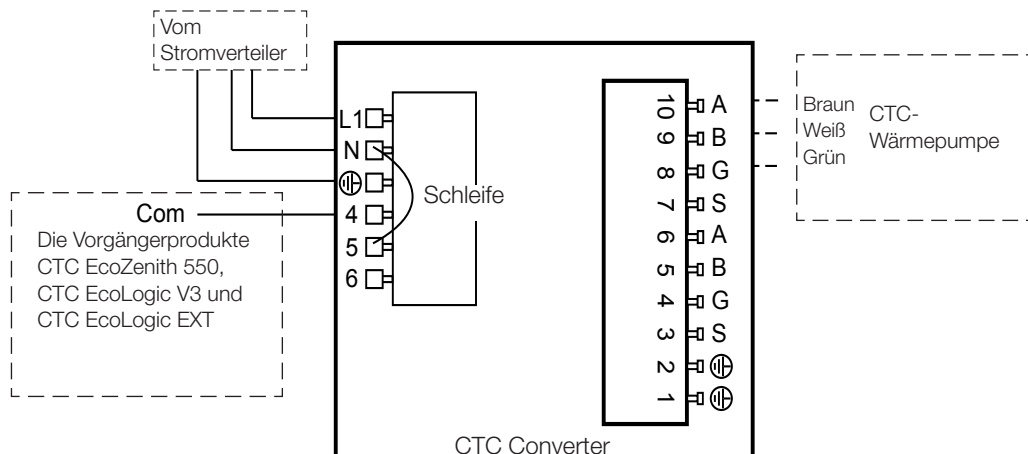 Vom
Stromverteiler
L1
N
4
5
6
Schleife
Com
Die Vorgängerprodukte
CTC EcoZenith 550,
CTC EcoLogic V3 und
CTC EcoLogic EXT
10 A
9 B
8 G
7 S
6 A
5 B
4 G
3 S
2
1
Braun
Weiß
Grün
CTC-
Wärmepumpe
CTC Converter